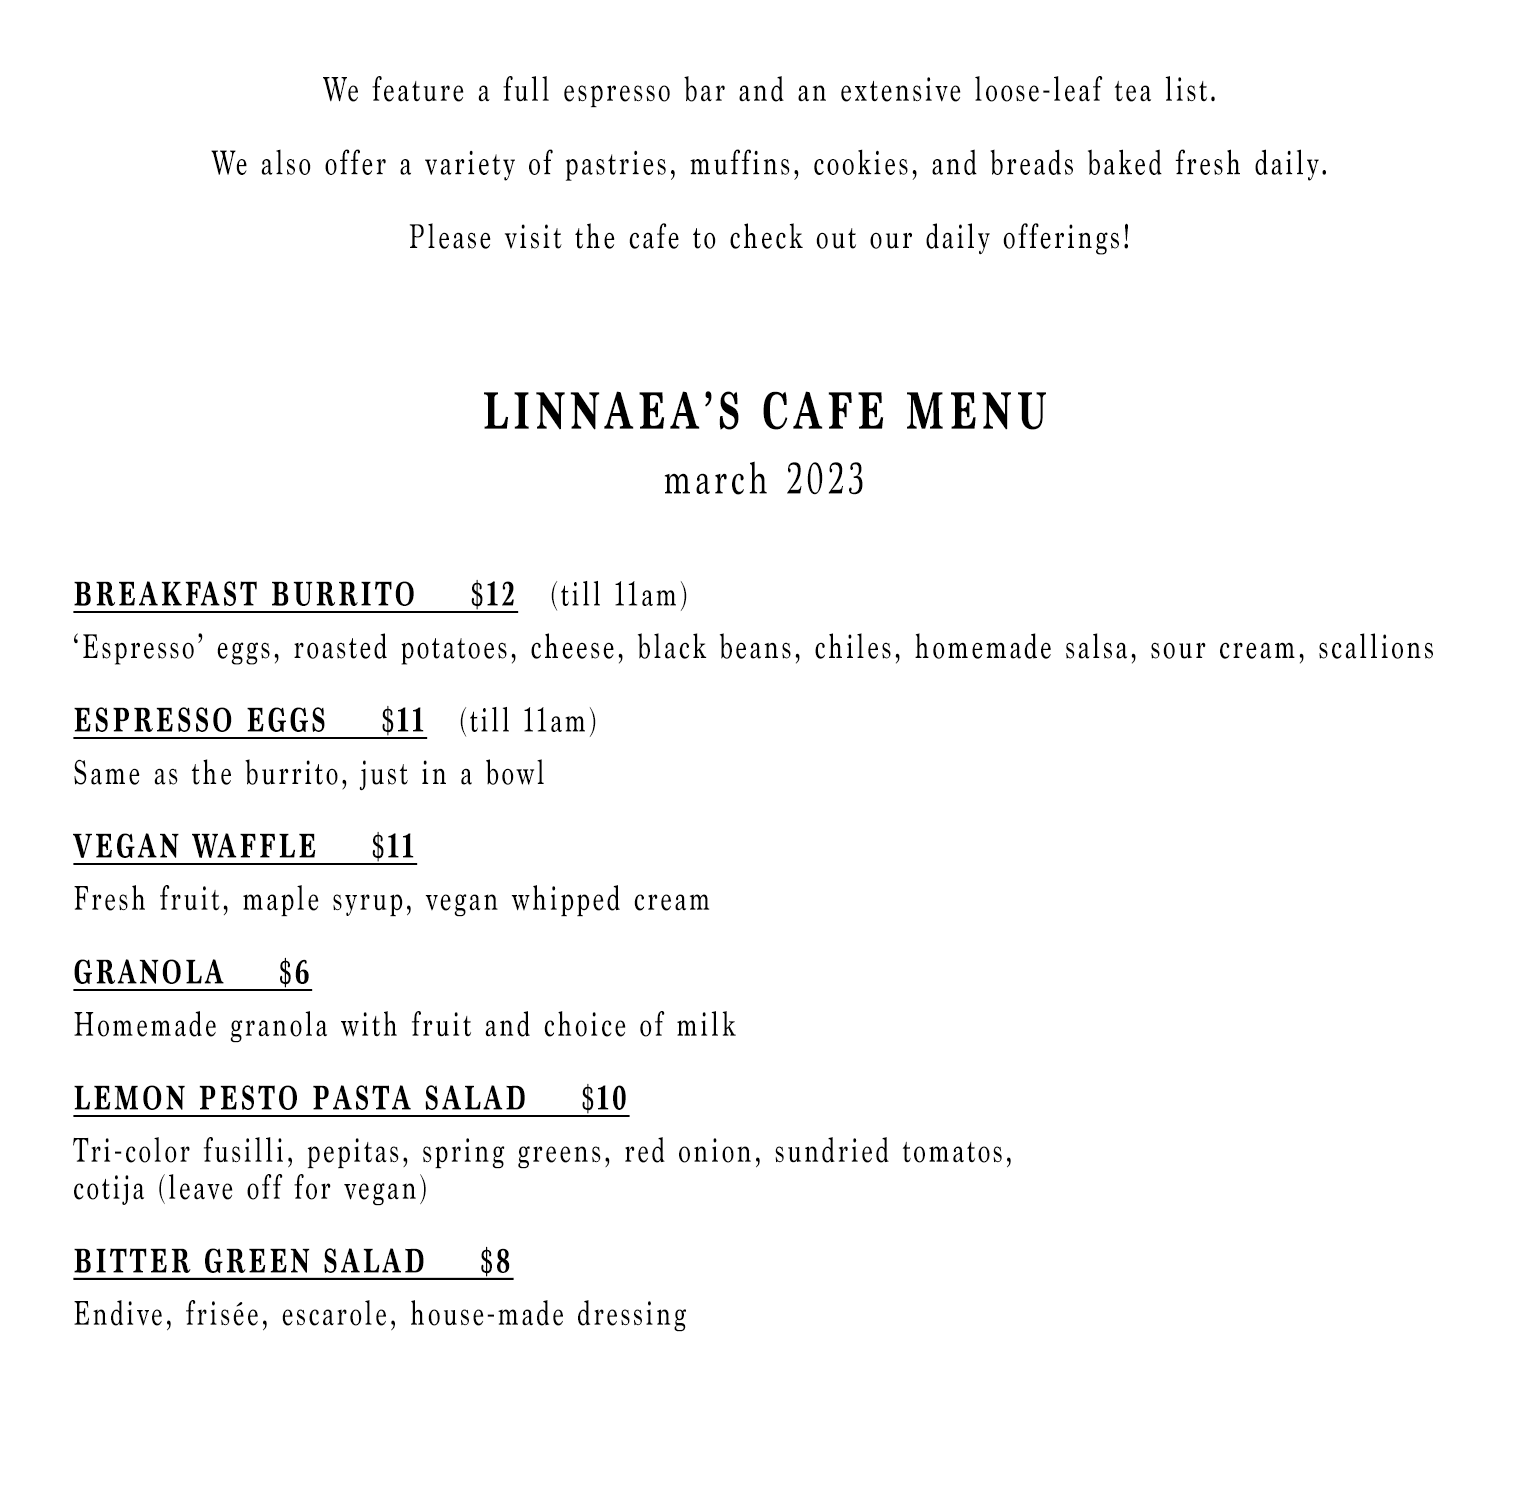 We feature a full espresso bar and an extensive loose-leaf tea list.
We also offer a variety of pastries, muffins, cookies, and breads baked fresh daily.
Please visit the cafe to check out our daily offerings!
LINNAEA’S CAFE MENU
march 2023
BREAKFAST BURRITO $12 (till 11am)
‘Espresso’ eggs, roasted potatoes, cheese, black beans, chiles, homemade salsa, sour cream, scallions
ESPRESSO EGGS $11 (till 11am)
Same as the burrito, just in a bowl
VEGAN WAFFLE $11
Fresh fruit, maple syrup, vegan whipped cream
GRANOLA $6
Homemade granola with fruit and choice of milk
LEMON PESTO PASTA SALAD $10
Tri-color fusilli, pepitas, spring greens, red onion, sundried tomatos,
cotija (leave off for vegan)
BITTER GREEN SALAD $8
Endive, frisée, escarole, house-made dressing